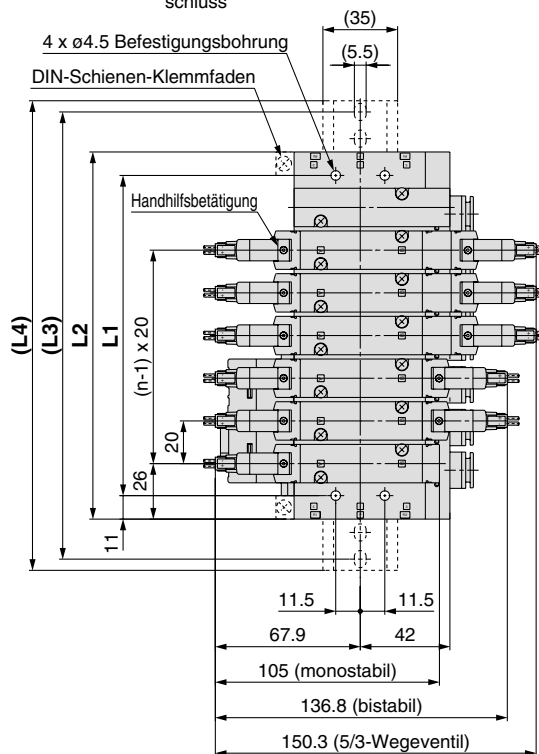 schluss
(35)
4 x ø4.5 Befestigungsbohrung
(5.5)
DIN-Schienen-Klemmfaden
Handhilfsbetätigung
(L4)
(L3)
L2
L1
(n-1) x 20
20
26
11
11.5
11.5
67.9
42
105 (monostabil)
136.8 (bistabil)
150.3 (5/3-Wegeventil)